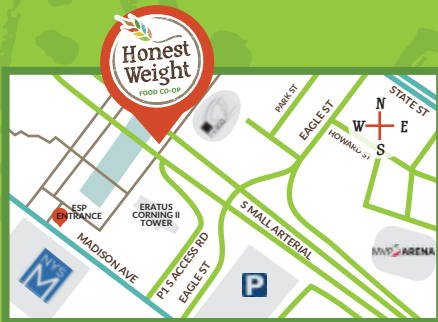 Honest
Weight
FOOD CO-OP
PARK ST
EAGLE ST
STATE ST
N
W E
S
HOWARD ST
ESP
ENTRANCE
ERATUS
CORNING II
TOWER
S MALL ARTERIAL
MADISON AVE
P1 S ACCESS RD
EAGLE ST
NYS
M
P
MVP ARENA